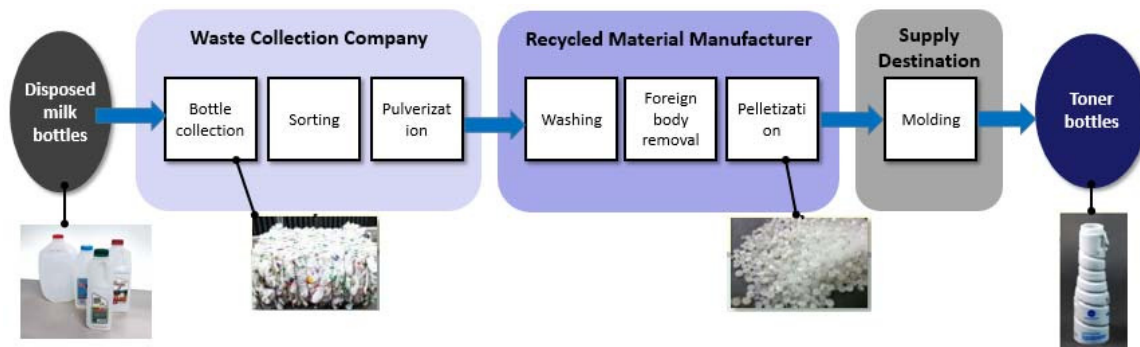 Waste Collection Company
Recycled Material Manufacturer
Supply
Destination
Disposed
milk
bottles
Bottle
collection
Sorting
Pulverizat
ion
Washing
Foreign
body
removal
Pelletizati
on
Molding
Toner
bottles